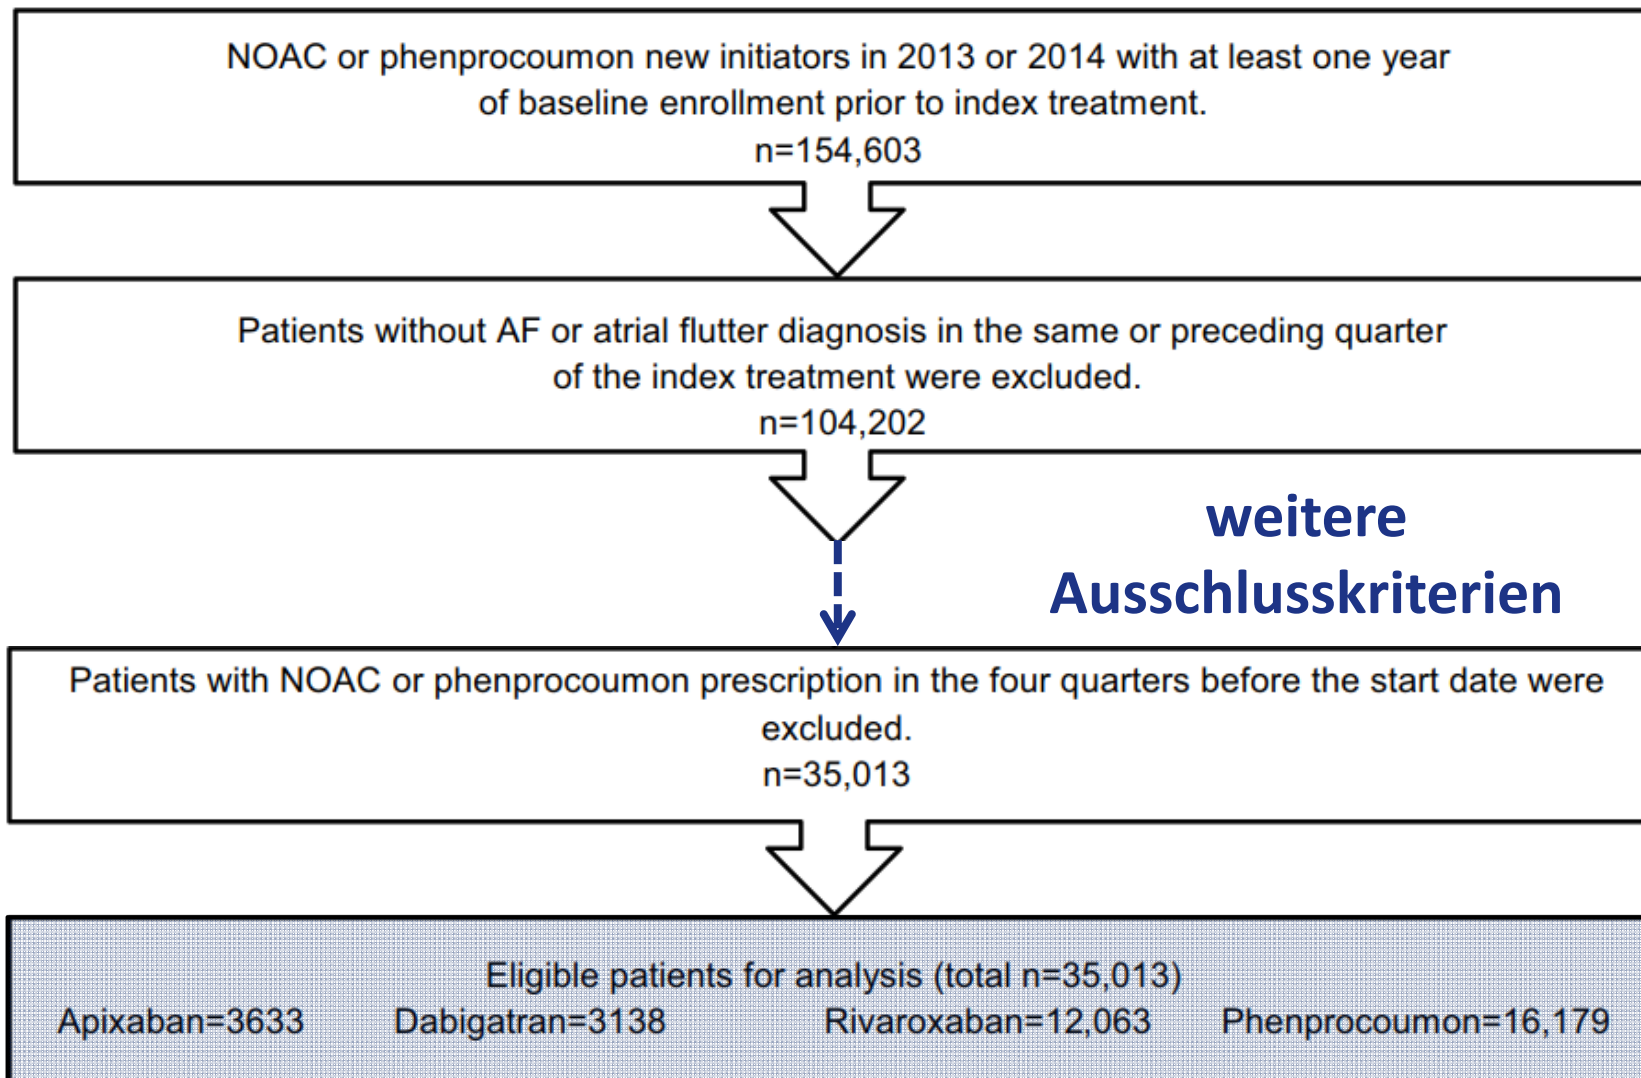 NOAC or phenprocoumon new initiators in 2013 or 2014 with at least one year
of baseline enrollment prior to index treatment.
n=154,603
Patients without AF or atrial flutter diagnosis in the same or preceding quarter
of the index treatment were excluded.
n=104,202
weitere
Ausschlusskriterien
Patients with NOAC or phenprocoumon prescription in the four quarters before the start date were
excluded.
n=35,013
Eligible patients for analysis (total n=35,013)
Apixaban=3633 Dabigatran=3138 Rivaroxaban=12,063 Phenprocoumon=16,179